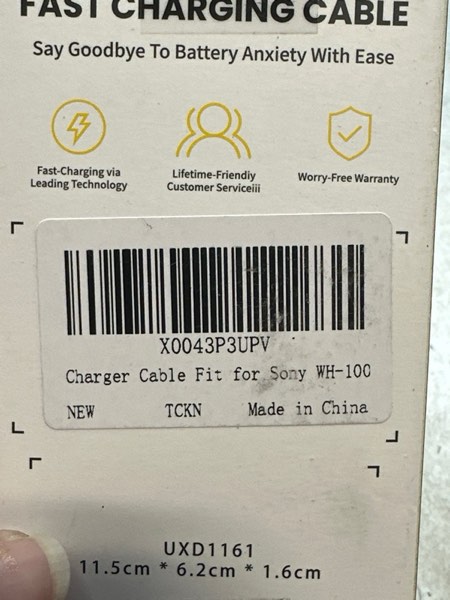 FAST CHARGING CABLE
Say Goodbye To Battery Anxiety With Ease
Fast-Charging via
Leading Technology
Lifetime-Friendiy
Customer Serviceiii
Worry-Free Warranty
X0043P3UPV
Charger Cable Fit for Sony WH-100
NEW TCKN Made in China
UXD1161
11.5cm * 6.2cm * 1.6cm